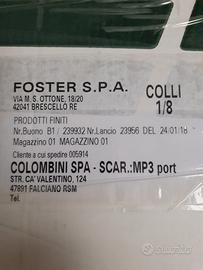 FOSTER S.P.A.
COLLI
1/8
VIA M. S. OTTONE, 18/20
42041 BRESCELLO RE
PRODOTTI FINITI
Nr.Buono B1 / 239932 Nr.Lancio 23956 DEL 24/01/18
Magazzino 01 MAGAZZINO 01
Cliente a cui spedire 005914
COLOMBINI SPA - SCAR.:MP3 port
STR. CA' VALENTINO, 124
47891 FALCIANO RSM
Tel.
subito